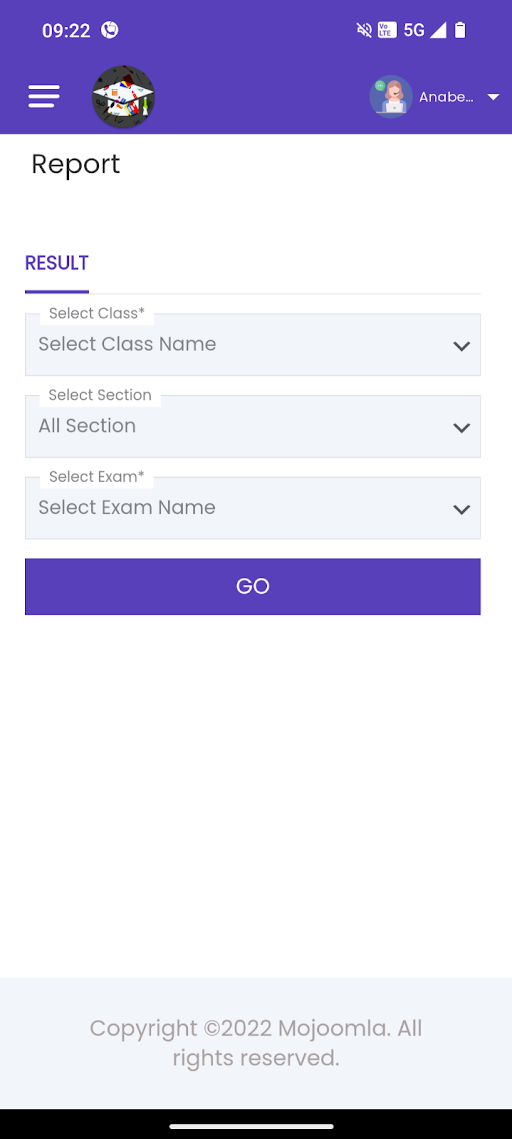 09:22
Vo LTE 5G
Anabe...
Report
RESULT
Select Class*
Select Class Name
Select Section
All Section
Select Exam*
Select Exam Name
GO
Copyright ©2022 Mojoomla. All
rights reserved.